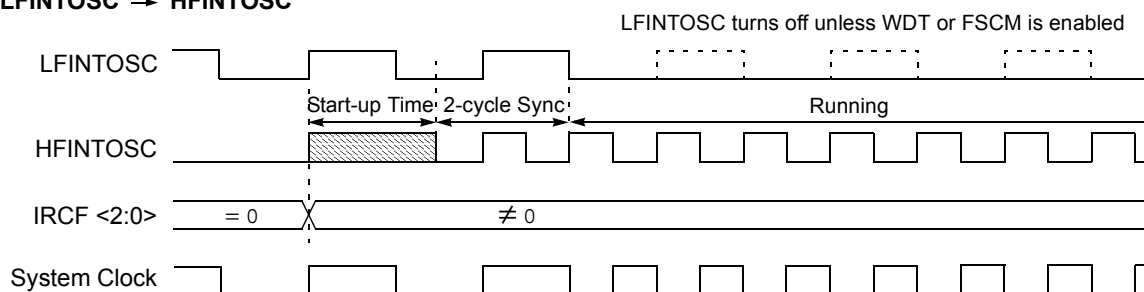 LFINTOSC → HFINTOSC
LFINTOSC turns off unless WDT or FSCM is enabled
LFINTOSC
Start-up Time 2-cycle Sync Running
HFINTOSC
IRCF <2:0> = 0 ≠ 0
System Clock